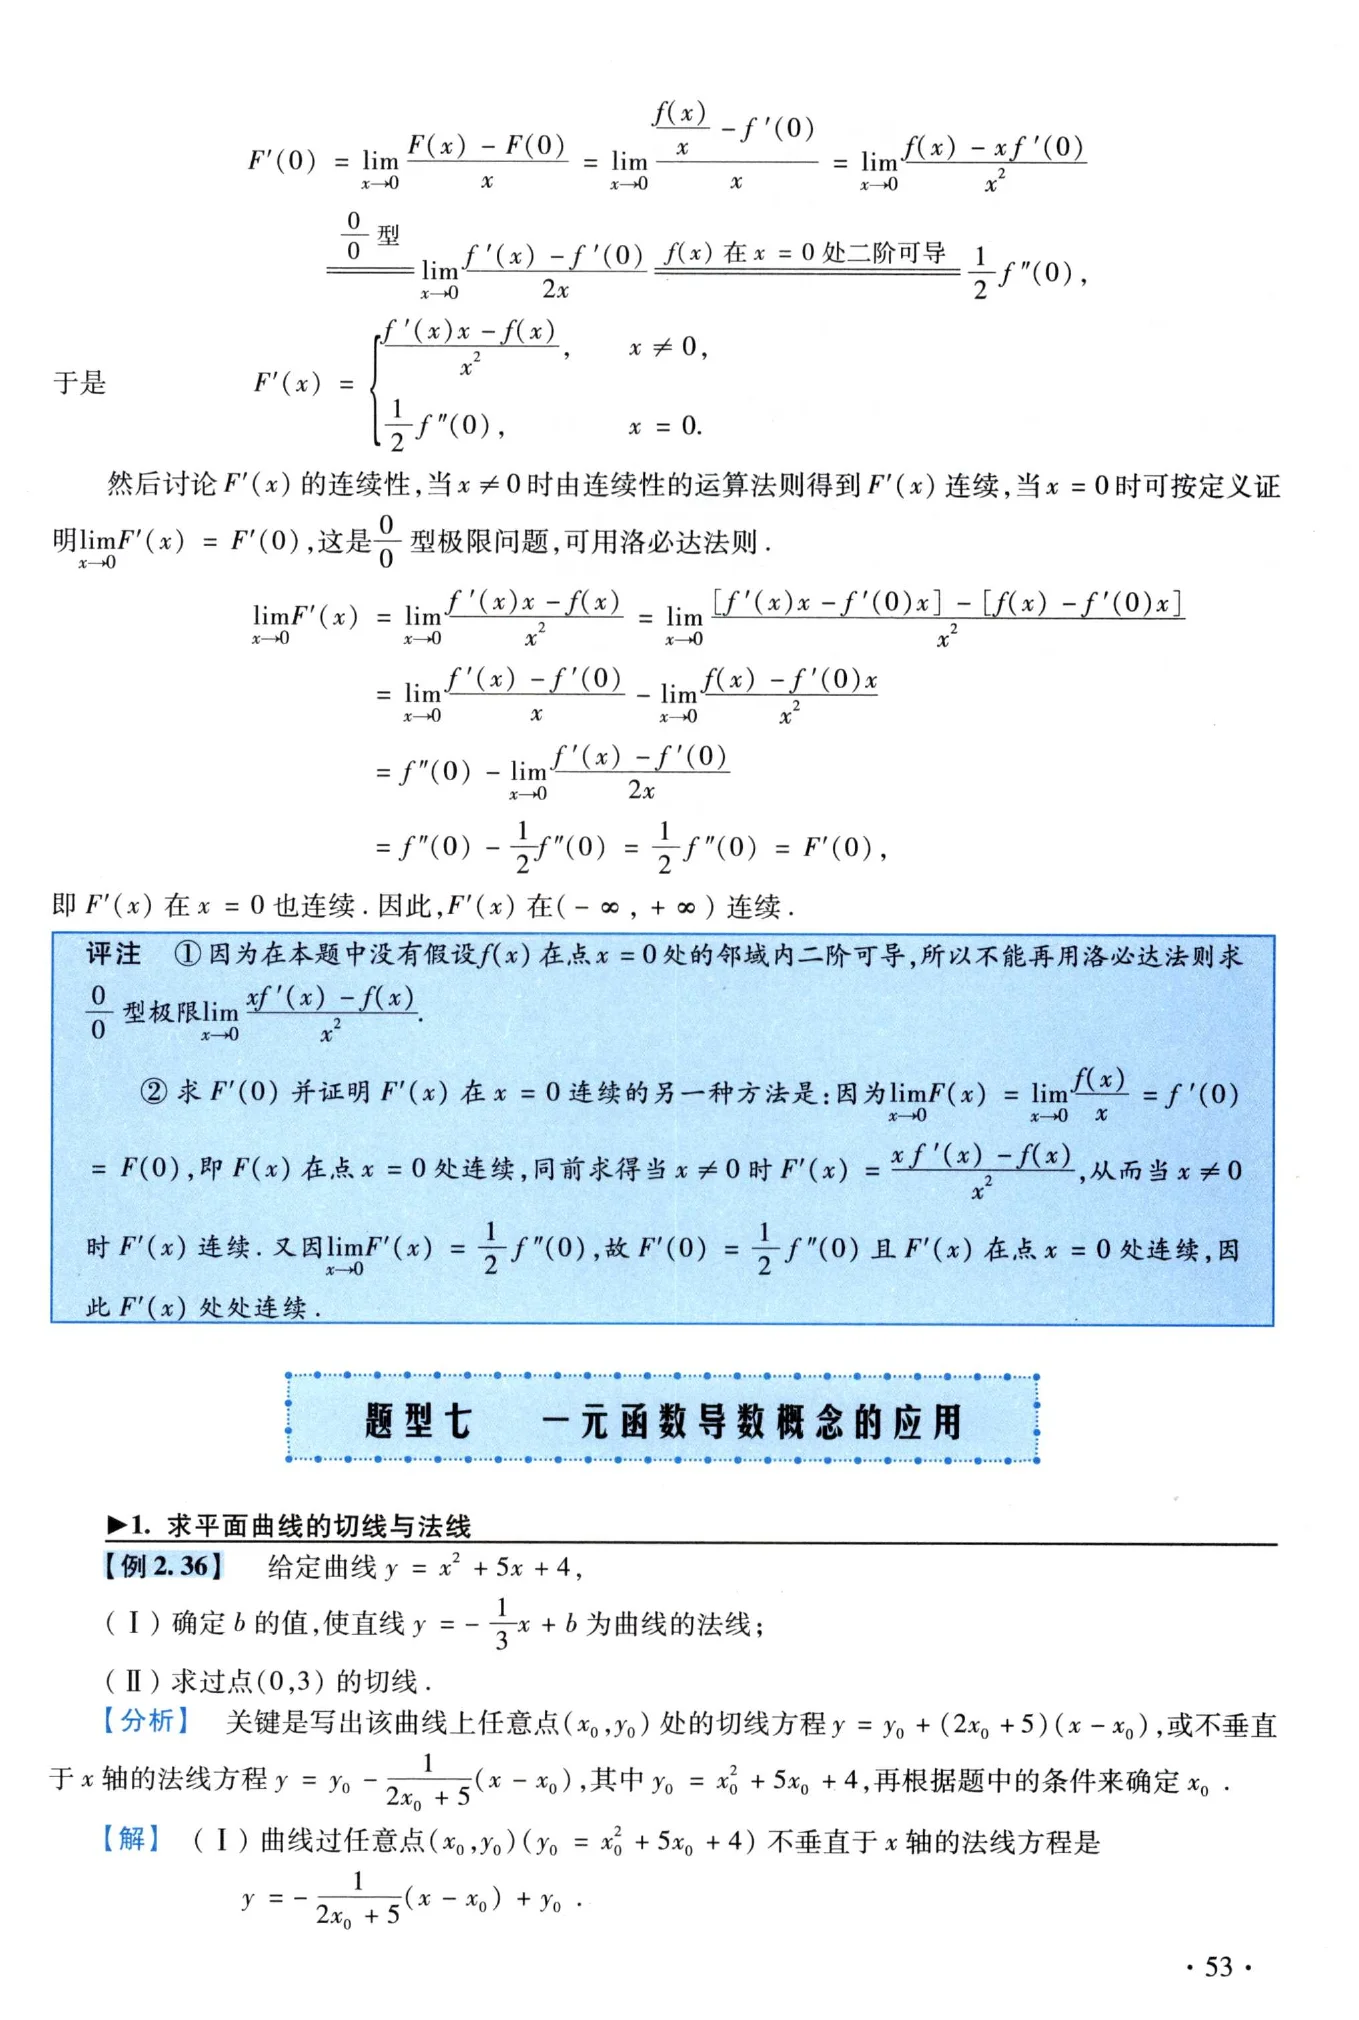 $F'(0) = \lim_{x \to 0} \frac{F(x) - F(0)}{x} = \lim_{x \to 0} \frac{\frac{f(x)}{x} - f'(0)}{x} = \lim_{x \to 0} \frac{f(x) - xf'(0)}{x^2}$
$\overset{\frac{0}{0}型}{=} \lim_{x \to 0} \frac{f'(x) - f'(0)}{2x} \overset{f(x)在x = 0处二阶可导}{=} \frac{1}{2}f''(0),$
于是 $F'(x) = \begin{cases} \frac{f'(x)x - f(x)}{x^2}, & x \neq 0, \\ \frac{1}{2}f''(0), & x = 0. \end{cases}$
然后讨论 $F'(x)$ 的连续性,当 $x \neq 0$ 时由连续性的运算法则得到 $F'(x)$ 连续,当 $x = 0$ 时可按定义证
明$\lim_{x \to 0} F'(x) = F'(0)$,这是$\frac{0}{0}$型极限问题,可用洛必达法则.
$\lim_{x \to 0} F'(x) = \lim_{x \to 0} \frac{f'(x)x - f(x)}{x^2} = \lim_{x \to 0} \frac{[f'(x)x - f'(0)x] - [f(x) - f'(0)x]}{x^2}$
$= \lim_{x \to 0} \frac{f'(x) - f'(0)}{x} - \lim_{x \to 0} \frac{f(x) - f'(0)x}{x^2}$
$= f''(0) - \lim_{x \to 0} \frac{f'(x) - f'(0)}{2x}$
$= f''(0) - \frac{1}{2}f''(0) = \frac{1}{2}f''(0) = F'(0),$
即 $F'(x)$ 在 $x = 0$ 也连续.因此,$F'(x)$ 在$(-\infty, +\infty)$连续.
评注 ①因为在本题中没有假设$f(x)$在点$x = 0$处的邻域内二阶可导,所以不能再用洛必达法则求
$\frac{0}{0}$型极限$\lim_{x \to 0} \frac{xf'(x) - f(x)}{x^2}$.
②求 $F'(0)$ 并证明 $F'(x)$ 在 $x = 0$ 连续的另一种方法是:因为$\lim_{x \to 0} F(x) = \lim_{x \to 0} \frac{f(x)}{x} = f'(0)$
$= F(0)$,即 $F(x)$ 在点 $x = 0$ 处连续,同前求得当 $x \neq 0$ 时 $F'(x) = \frac{xf'(x) - f(x)}{x^2}$,从而当 $x \neq 0$
时 $F'(x)$ 连续.又因$\lim_{x \to 0} F'(x) = \frac{1}{2}f''(0)$,故 $F'(0) = \frac{1}{2}f''(0)$ 且 $F'(x)$ 在点 $x = 0$ 处连续,因
此 $F'(x)$ 处处连续.
题型七 一元函数导数概念的应用
▶1. 求平面曲线的切线与法线
【例2.36】 给定曲线 $y = x^2 + 5x + 4$,
(Ⅰ)确定 $b$ 的值,使直线 $y = -\frac{1}{3}x + b$ 为曲线的法线;
(Ⅱ)求过点$(0,3)$的切线.
【分析】 关键是写出该曲线上任意点$(x_0, y_0)$处的切线方程 $y = y_0 + (2x_0 + 5)(x - x_0)$,或不垂直
于 $x$ 轴的法线方程 $y = y_0 - \frac{1}{2x_0 + 5}(x - x_0)$,其中 $y_0 = x_0^2 + 5x_0 + 4$,再根据题中的条件来确定 $x_0$.
【解】 (Ⅰ)曲线过任意点$(x_0, y_0)(y_0 = x_0^2 + 5x_0 + 4)$不垂直于 $x$ 轴的法线方程是
$y = -\frac{1}{2x_0 + 5}(x - x_0) + y_0$.
· 53 ·